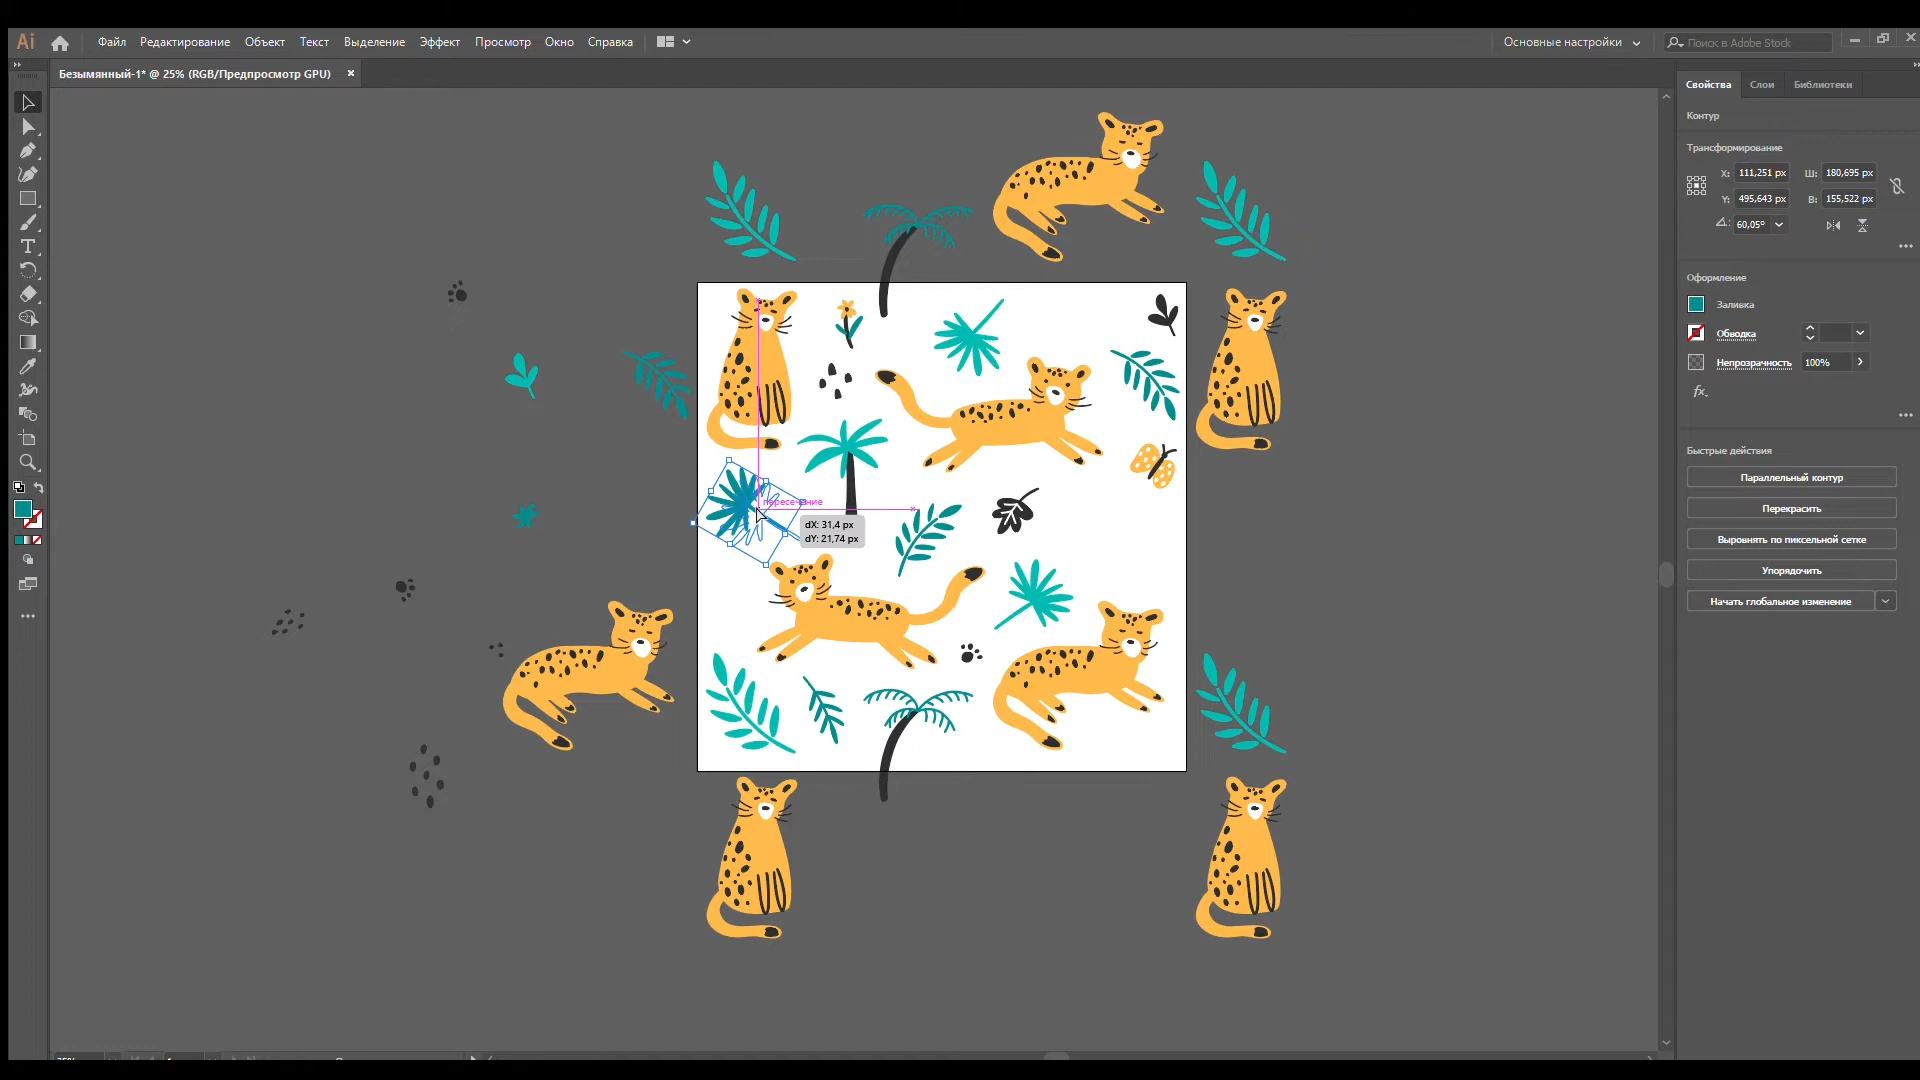 Ai Файл Редактирование Объект Текст Выделение Эффект Просмотр Окно Справка Основные настройки Поиск в Adobe Stock
Безымянный-1* @ 25% (RGB/Предпросмотр GPU) ×
Свойства Слои Библиотеки
Контур
Трансформирование
X: 111,251 px Ш: 180,695 px
Y: 495,643 px В: 155,522 px
60,05°
Оформление
Заливка
Обводка
Непрозрачность 100%
fx.
Быстрые действия
Параллельный контур
Перекрасить
Выровнять по пиксельной сетке
Упорядочить
Начать глобальное изменение
пересечение
dX: 31,4 px
dY: 21,74 px